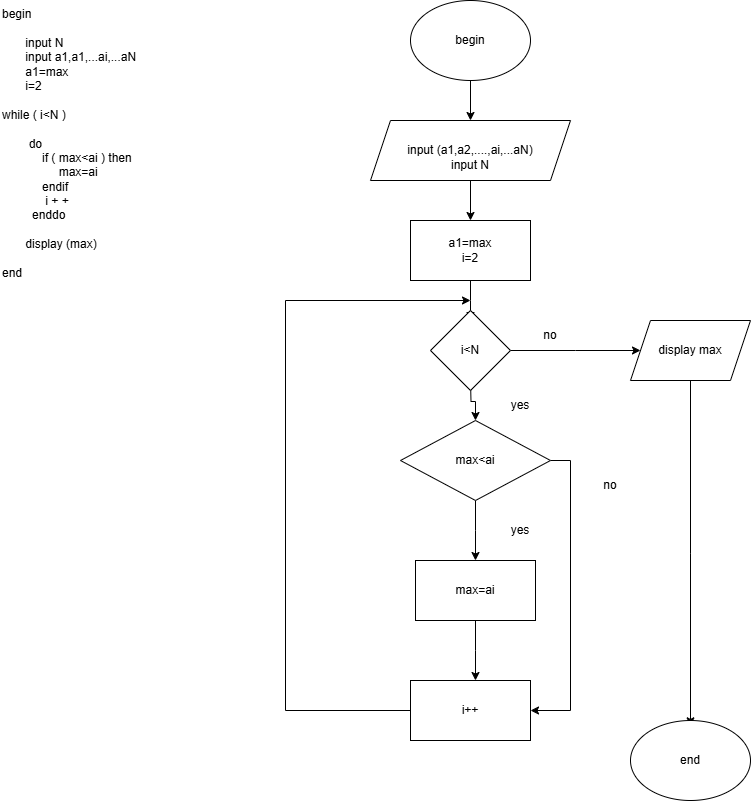 begin
input N
input a1,a1,...ai,...aN
a1=max
i=2
while ( i<N )
do
if ( max<ai ) then
max=ai
endif
i + +
enddo
display (max)
end
begin
input (a1,a2,....,ai,...aN)
input N
a1=max
i=2
i<N
no
display max
yes
max<ai
no
yes
max=ai
i++
end